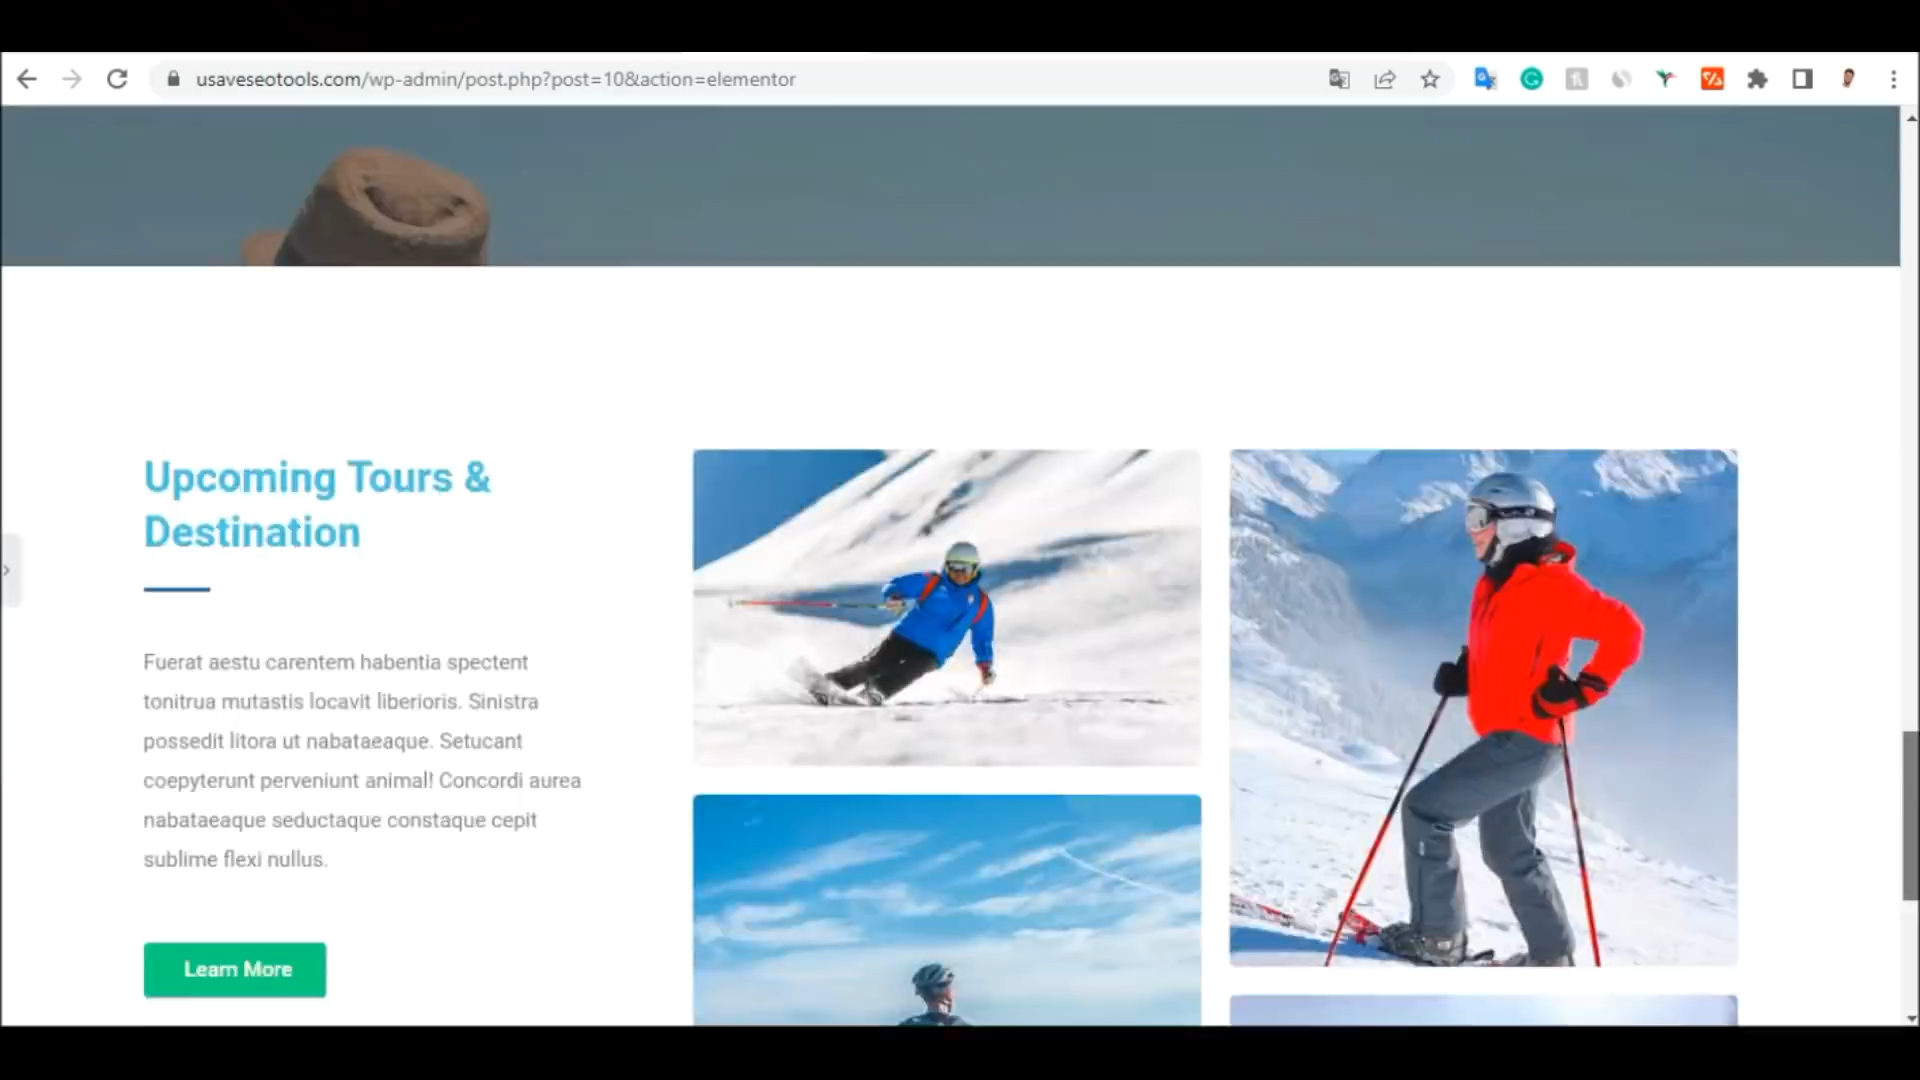 usaveseotools.com/wp-admin/post.php?post=10&action=elementor
Upcoming Tours &
Destination
Fuerat aestu carentem habentia spectent
tonitrua mutastis locavit liberioris. Sinistra
possedit litora ut nabataeaque. Setucant
coepyterunt perveniunt animal! Concordi aurea
nabataeaque seductaque constaque cepit
sublime flexi nullus.
Learn More